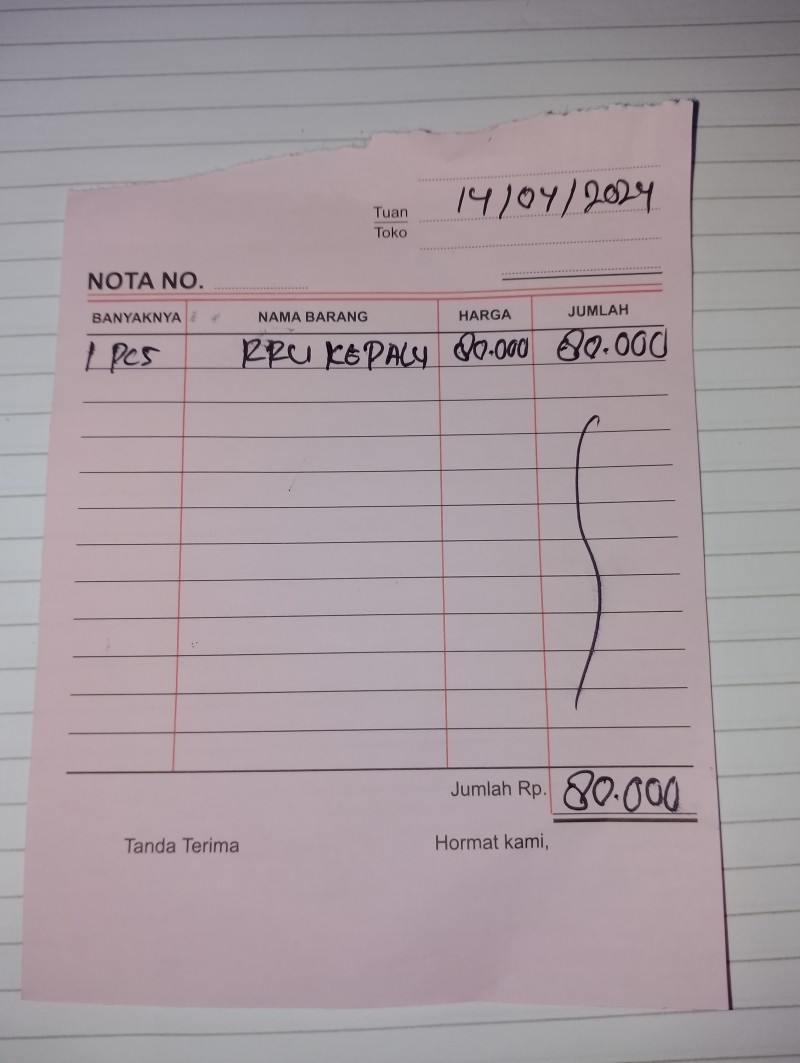 14/04/2024
Tuan
Toko
NOTA NO.
BANYAKNYA NAMA BARANG HARGA JUMLAH
1 PCS KEPALA 80.000 80.000
Jumlah Rp. 80.000
Tanda Terima Hormat kami,